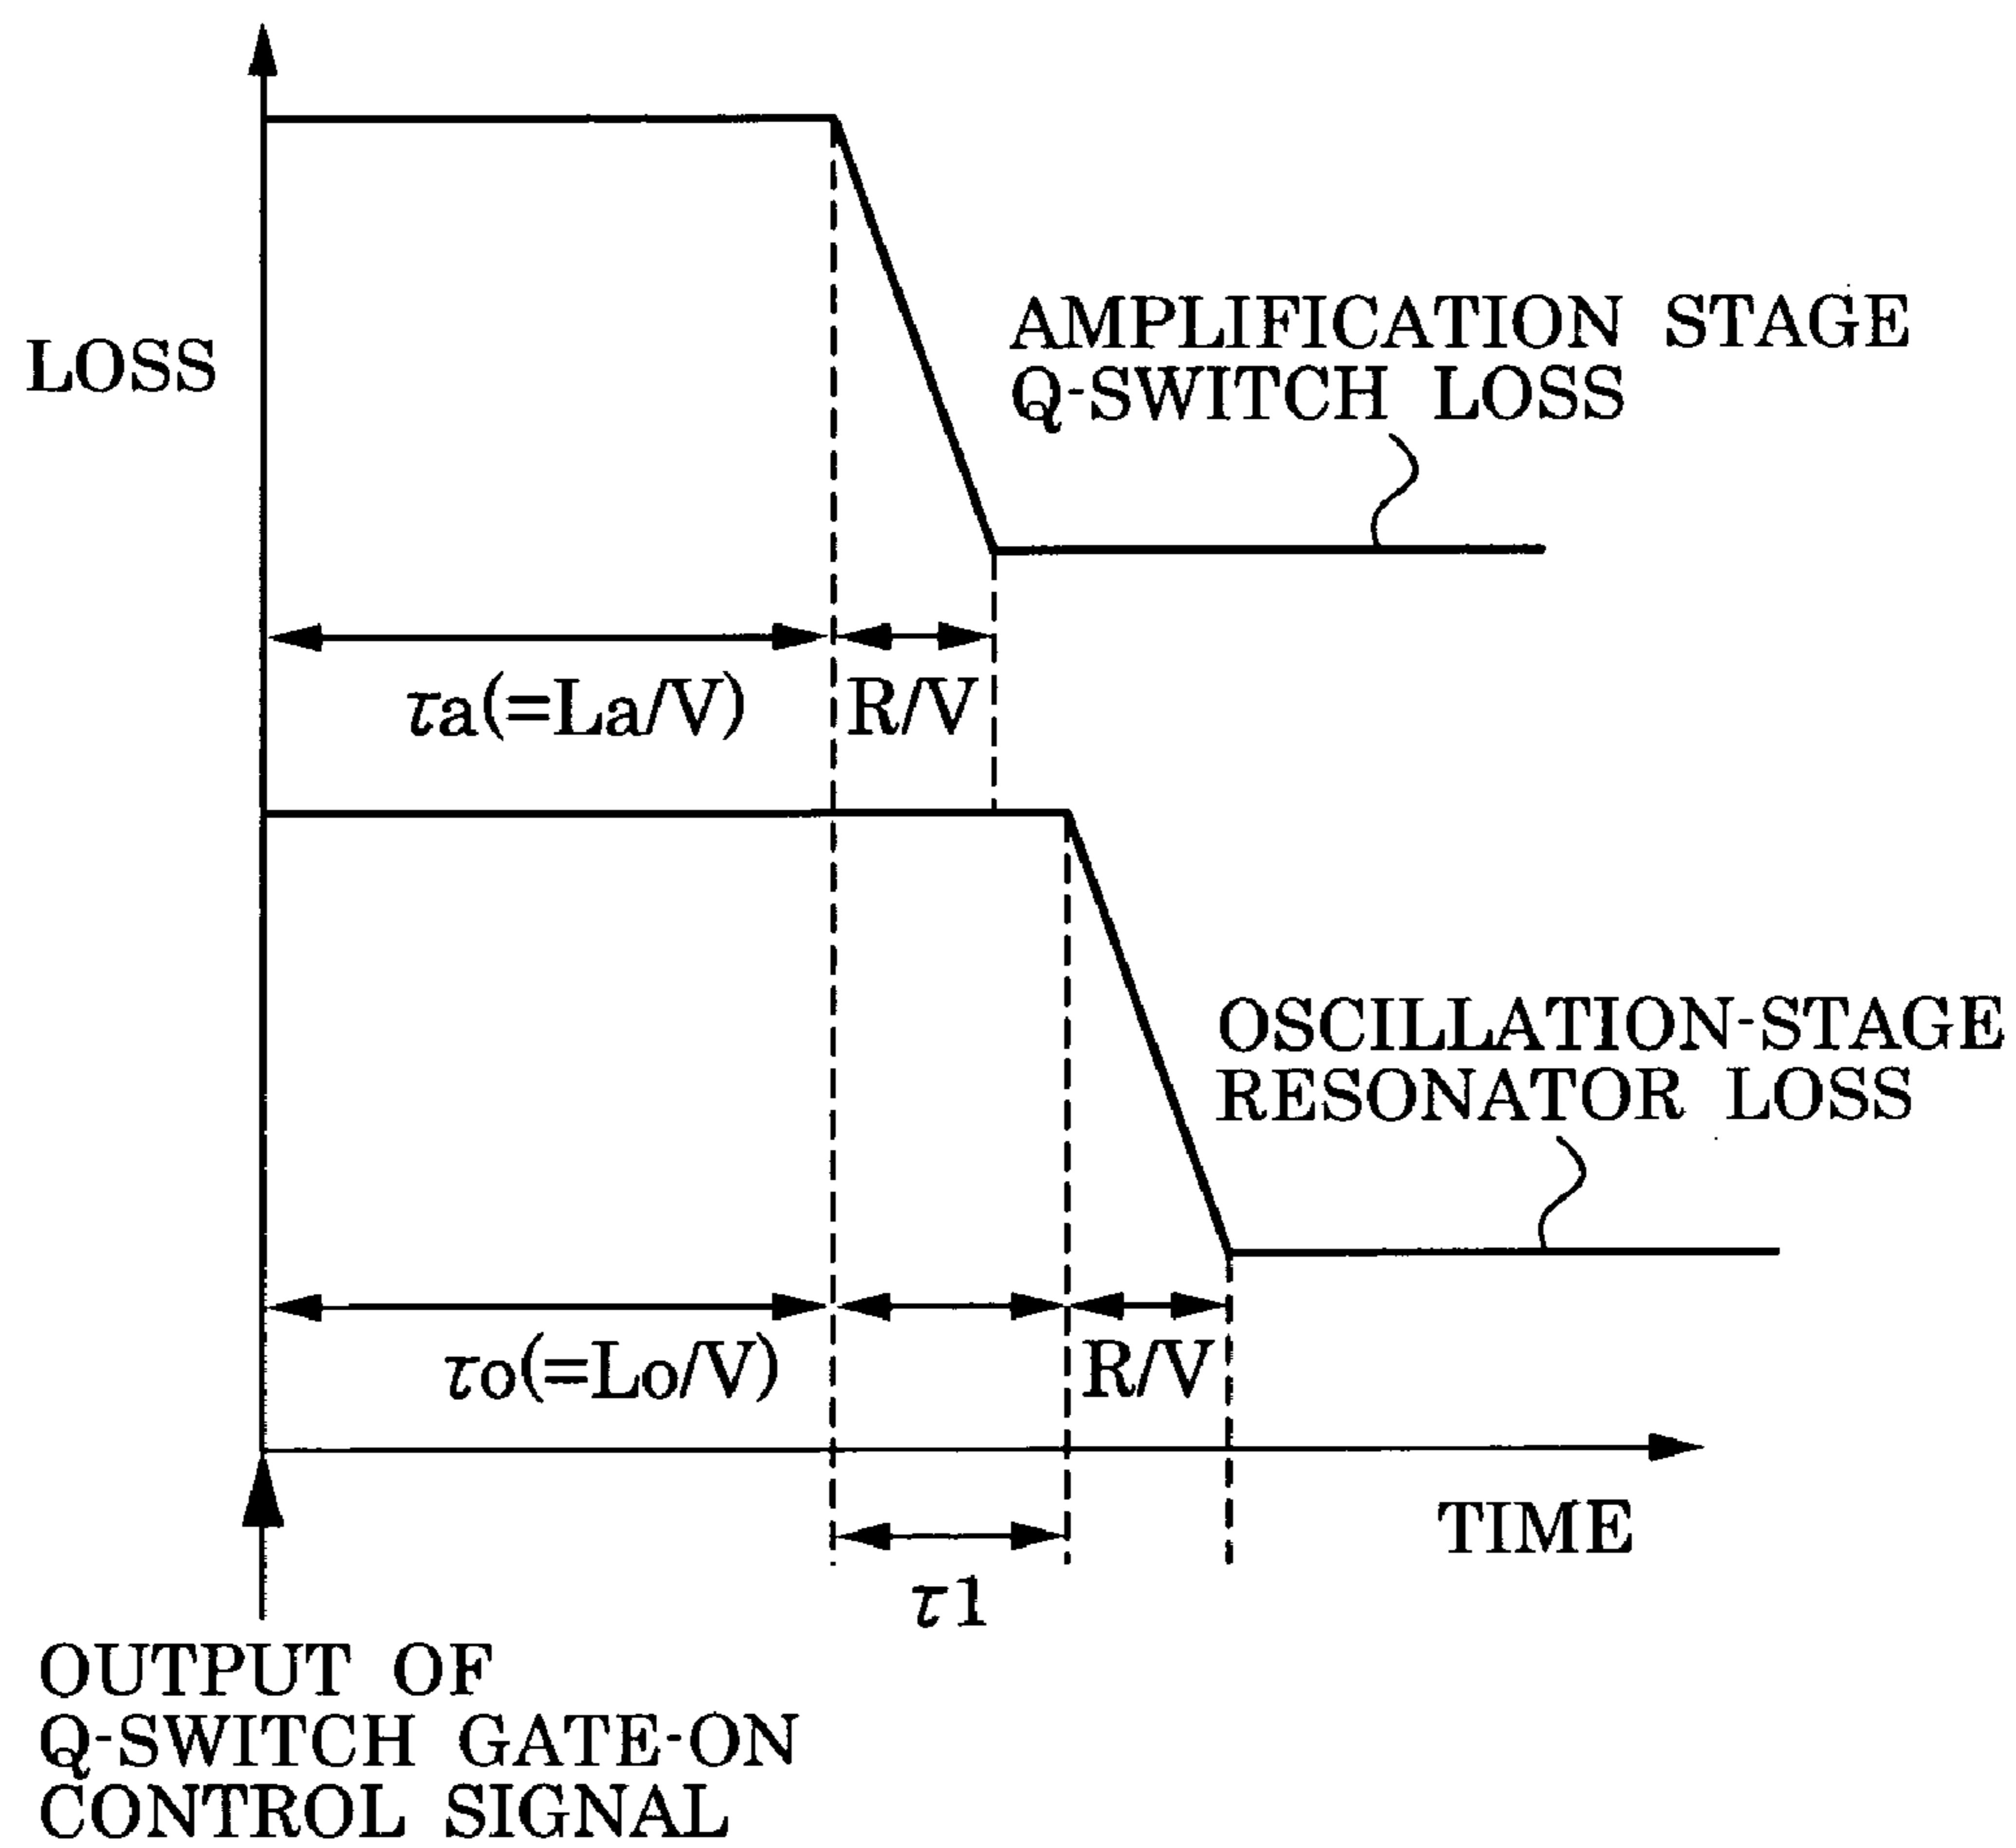 LOSS
AMPLIFICATION STAGE
Q-SWITCH LOSS
τa(=La/V)
R/V
OSCILLATION-STAGE
RESONATOR LOSS
τo(=Lo/V)
R/V
TIME
τ1
OUTPUT OF
Q-SWITCH GATE-ON
CONTROL SIGNAL